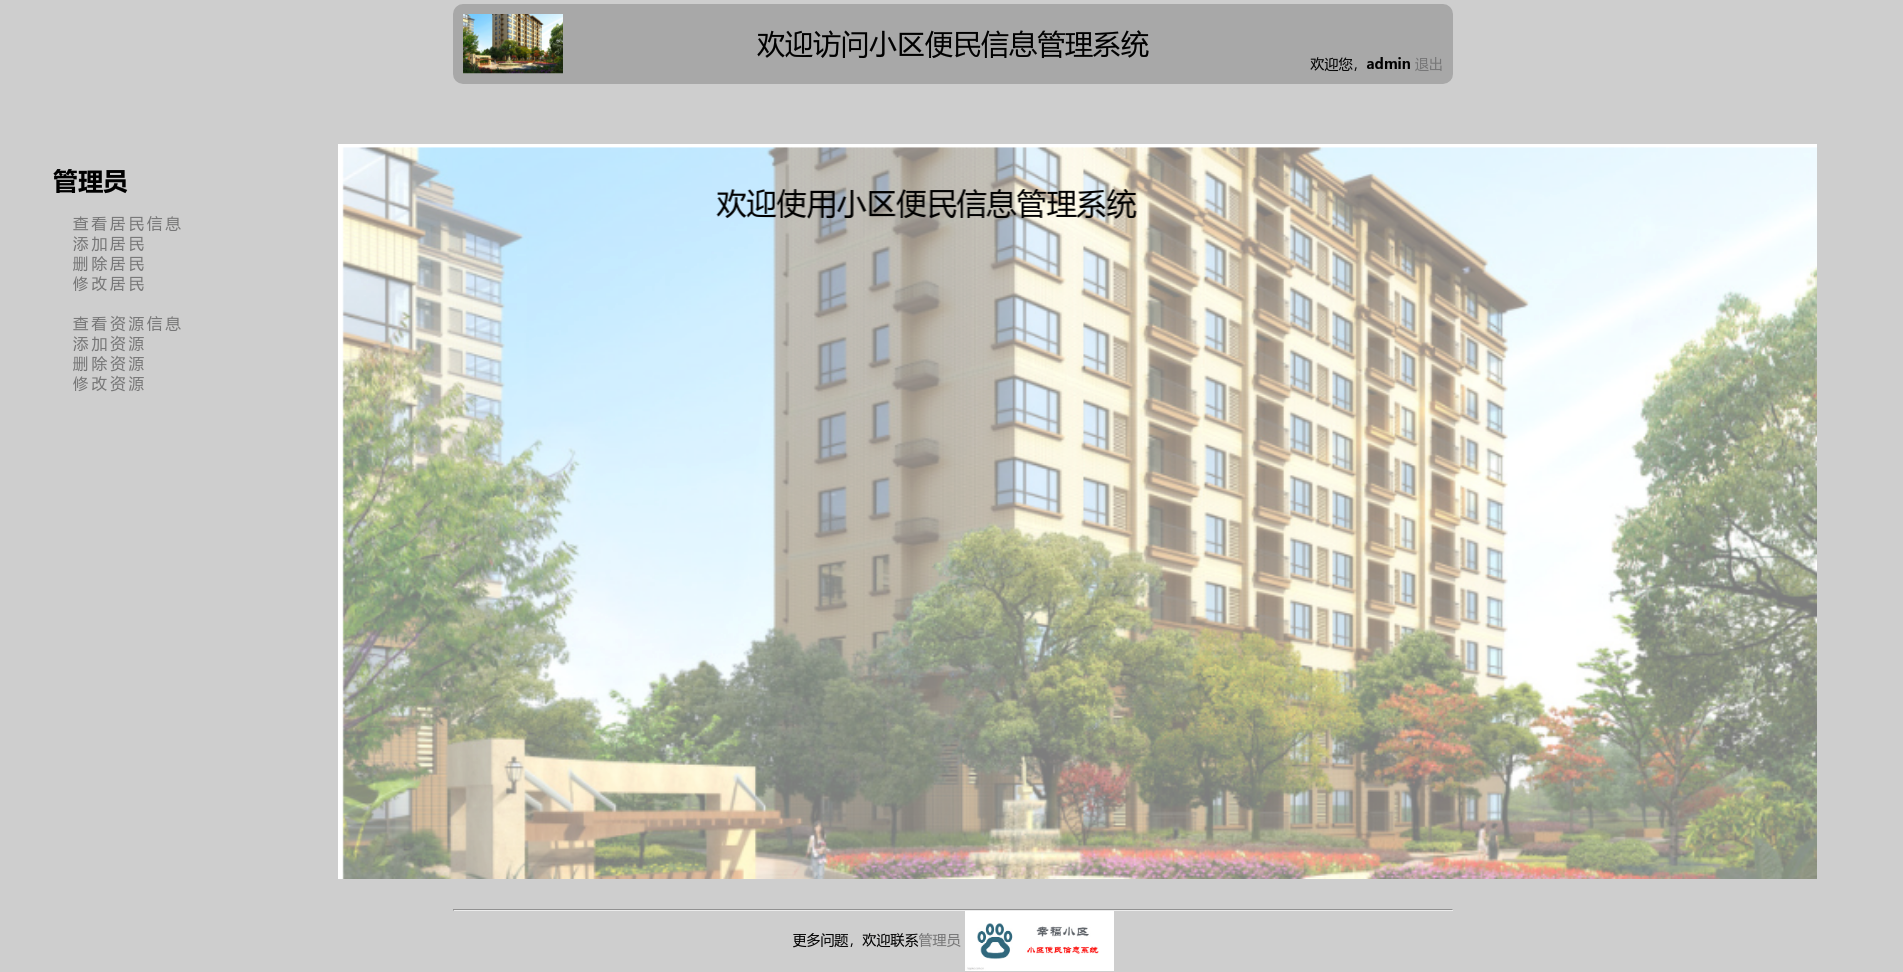 欢迎访问小区便民信息管理系统
欢迎您，admin 退出
管理员
查看居民信息
添加居民
删除居民
修改居民
查看资源信息
添加资源
删除资源
修改资源
欢迎使用小区便民信息管理系统
更多问题，欢迎联系管理员
幸福小区
小区便民信息系统